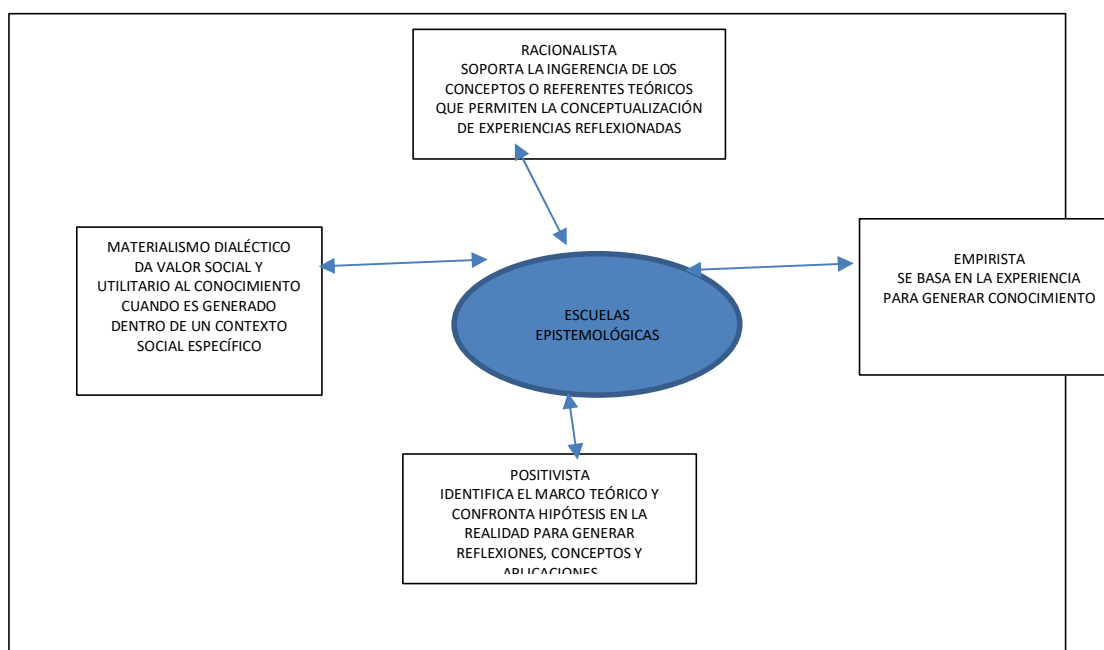 RACIONALISTA
SOPORTA LA INGERENCIA DE LOS
CONCEPTOS O REFERENTES TEÓRICOS
QUE PERMITEN LA CONCEPTUALIZACIÓN
DE EXPERIENCIAS REFLEXIONADAS
MATERIALISMO DIALÉCTICO
DA VALOR SOCIAL Y
UTILITARIO AL CONOCIMIENTO
CUANDO ES GENERADO
DENTRO DE UN CONTEXTO
SOCIAL ESPECÍFICO
ESCUELAS
EPISTEMOLÓGICAS
EMPIRISTA
SE BASA EN LA EXPERIENCIA
PARA GENERAR CONOCIMIENTO
POSITIVISTA
IDENTIFICA EL MARCO TEÓRICO Y
CONFRONTA HIPÓTESIS EN LA
REALIDAD PARA GENERAR
REFLEXIONES, CONCEPTOS Y
APLICACIONES